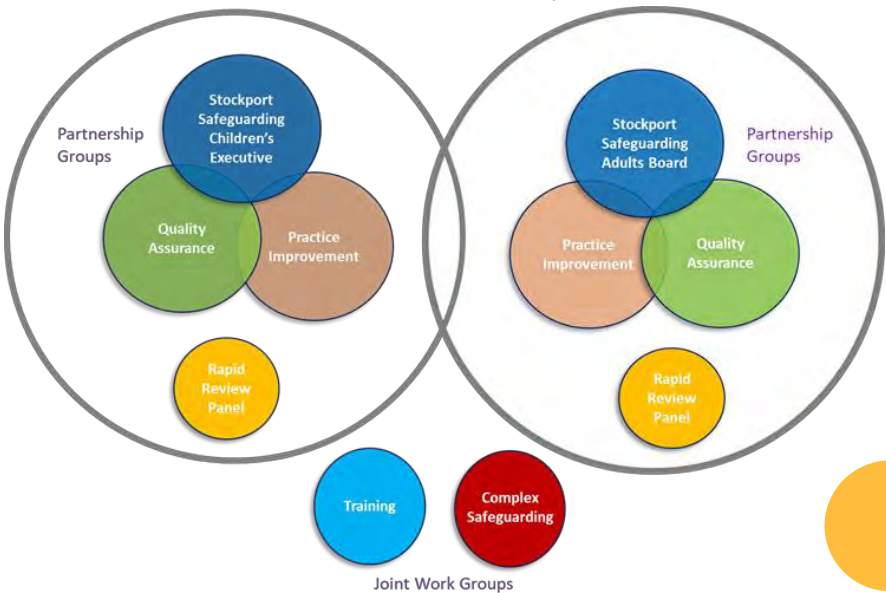 Partnership
Groups
Stockport
Safeguarding
Children's
Executive
Quality
Assurance
Practice
Improvement
Rapid
Review
Panel
Stockport
Safeguarding
Adults Board
Partnership
Groups
Practice
Improvement
Quality
Assurance
Rapid
Review
Panel
Training
Complex
Safeguarding
Joint Work Groups